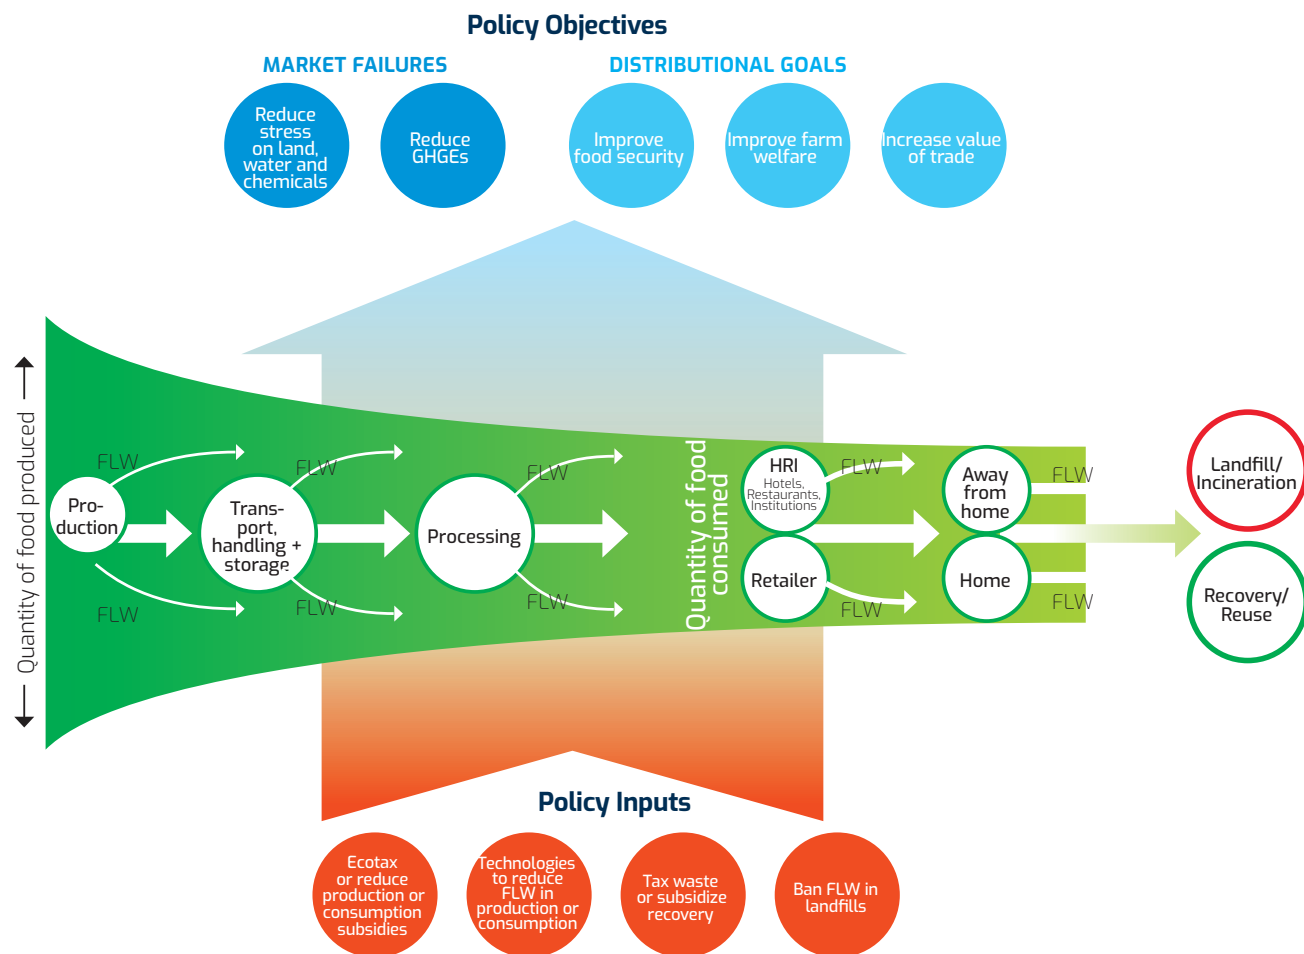 Policy Objectives
MARKET FAILURES
DISTRIBUTIONAL GOALS
Reduce
stress
on land,
water and
chemicals
Reduce
GHGEs
Improve
food security
Improve farm
welfare
Increase value
of trade
Quantity of food produced
FLW
Pro-
duction
FLW
FLW
Trans-
port,
handling +
storage
FLW
FLW
Processing
FLW
Quantity of food
consumed
HRI
Hotels,
Restaurants,
Institutions
Retailer
FLW
FLW
Away
from
home
Home
FLW
FLW
Landfill/
Incineration
Recovery/
Reuse
Policy Inputs
Ecotax
or reduce
production or
consumption
subsidies
Technologies
to reduce
FLW in
production or
consumption
Tax waste
or subsidize
recovery
Ban FLW in
landfills